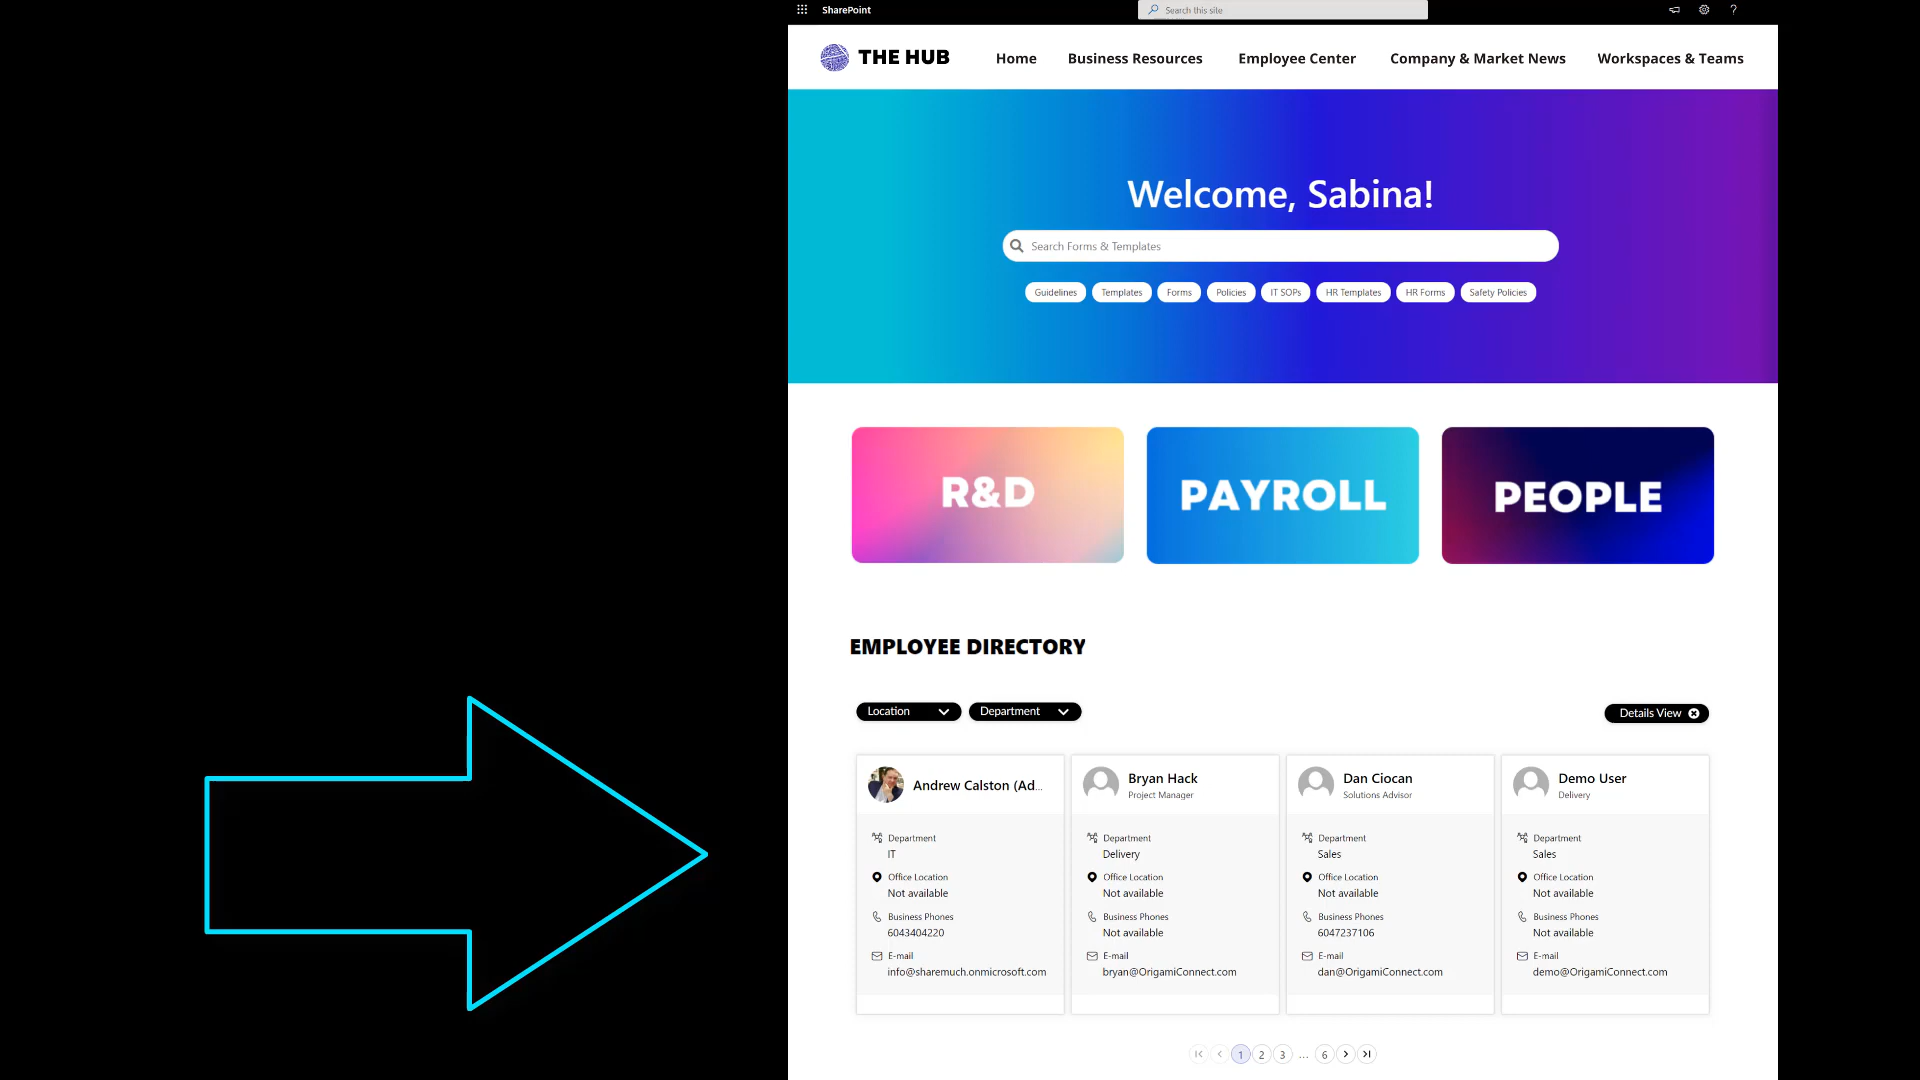 SharePoint
Search this site
THE HUB
Home
Business Resources
Employee Center
Company & Market News
Workspaces & Teams
Welcome, Sabina!
Search Forms & Templates
Guidelines
Templates
Forms
Policies
IT SOPs
HR Templates
HR Forms
Safety Policies
R&D
PAYROLL
PEOPLE
EMPLOYEE DIRECTORY
Location
Department
Details View
Andrew Calston (Ad...
Department
IT
Office Location
Not available
Business Phones
6043404220
E-mail
info@sharemuch.onmicrosoft.com
Bryan Hack
Project Manager
Department
Delivery
Office Location
Not available
Business Phones
Not available
E-mail
bryan@OrigamiConnect.com
Dan Ciocan
Solutions Advisor
Department
Sales
Office Location
Not available
Business Phones
6047237106
E-mail
dan@OrigamiConnect.com
Demo User
Delivery
Department
Sales
Office Location
Not available
Business Phones
Not available
E-mail
demo@OrigamiConnect.com
1 2 3 ... 6